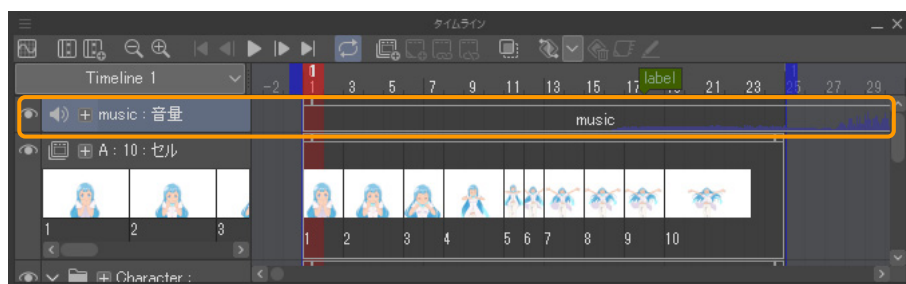 タイムライン
Timeline 1
-2 1 3 5 7 9 11 13 15 17 label 21 23 25 27 29
1
music : 音量
music
A : 10 : セル
1 2 3
1 2 3 4 5 6 7 8 9 10
Character :